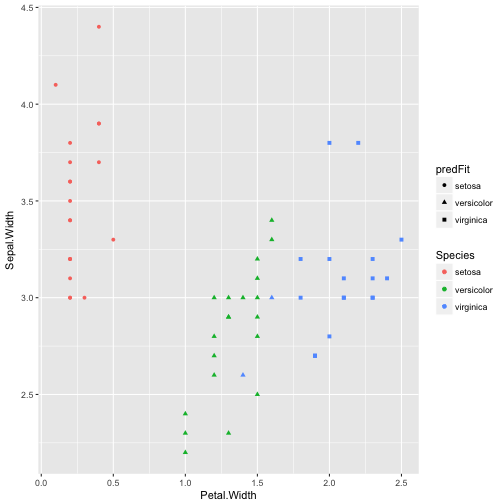 4.5
4.0
3.5
3.0
2.5
Sepal.Width
0.0 0.5 1.0 1.5 2.0 2.5
Petal.Width
predFit
setosa
versicolor
virginica
Species
setosa
versicolor
virginica